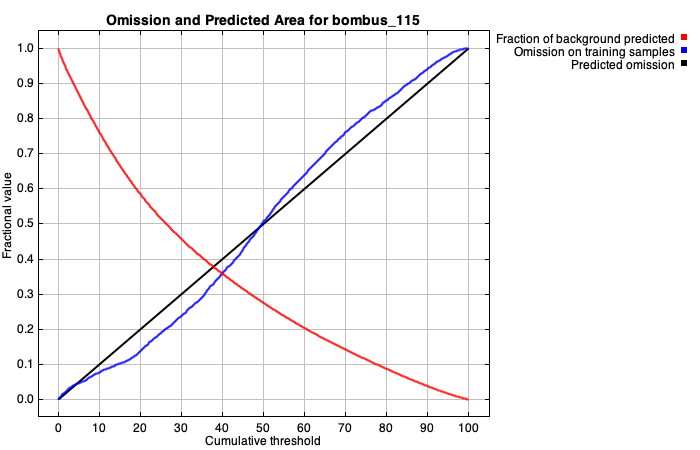 Omission and Predicted Area for bombus_115
Fraction of background predicted
Omission on training samples
Predicted omission
Fractional value
1.0
0.9
0.8
0.7
0.6
0.5
0.4
0.3
0.2
0.1
0.0
0 10 20 30 40 50 60 70 80 90 100
Cumulative threshold